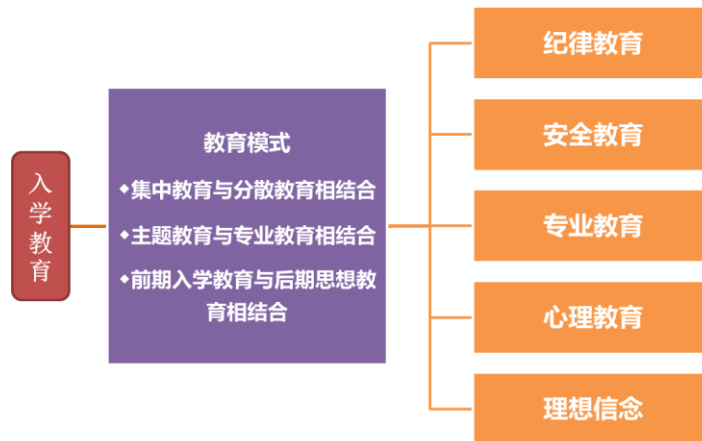 入学教育
教育模式
◆集中教育与分散教育相结合
◆主题教育与专业教育相结合
◆前期入学教育与后期思想教
育相结合
纪律教育
安全教育
专业教育
心理教育
理想信念